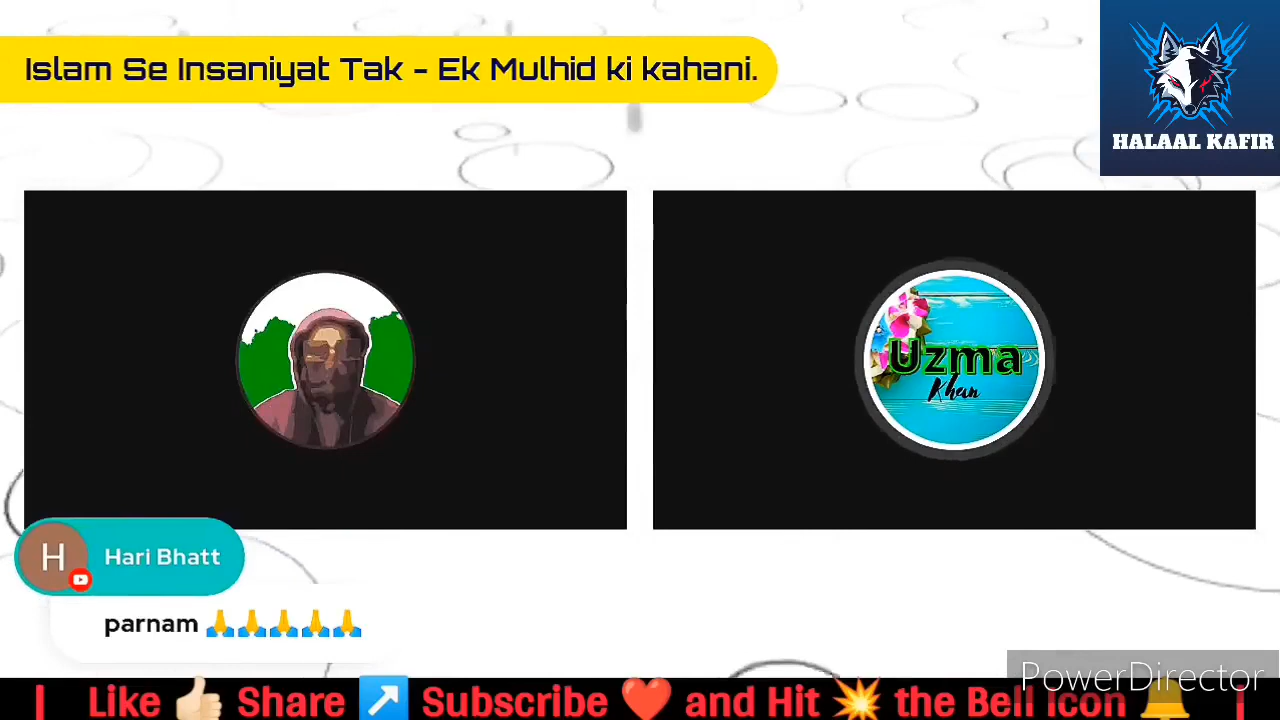 Islam Se Insaniyat Tak - Ek Mulhid ki kahani.
HALAAL KAFIR
Uzma
Khan
H
Hari Bhatt
parnam 🙏🙏🙏🙏🙏
PowerDirector
| Like 👍🏻 Share ↗️ Subscribe ❤️ and Hit 💥 the Bell Icon 🔔 |